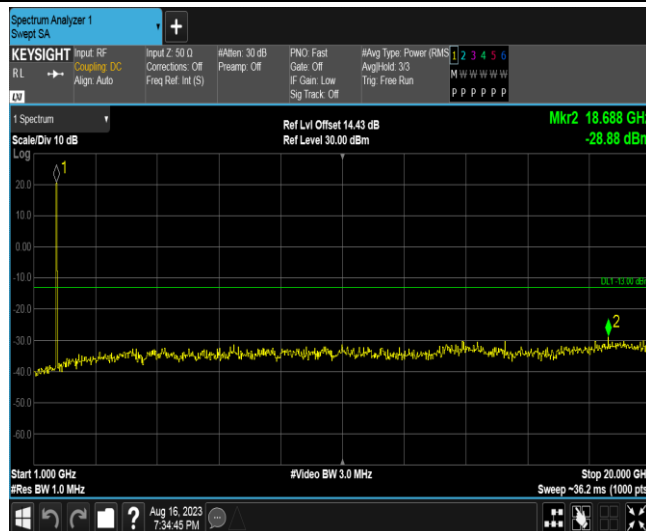 Spectrum Analyzer 1
Swept SA
+
KEYSIGHT
RL
Input: RF
Coupling: DC
Align: Auto
Input Z: 50 Ω
Corrections: Off
Freq Ref: Int (S)
#Atten: 30 dB
Preamp: Off
PNO: Fast
Gate: Off
IF Gain: Low
Sig Track: Off
#Avg Type: Power (RMS
Avg|Hold: 3/3
Trig: Free Run
1 2 3 4 5 6
M W W W W W
P P P P P P
LXI
1 Spectrum
Scale/Div 10 dB
Ref Lvl Offset 14.43 dB
Ref Level 30.00 dBm
Mkr2 18.688 GHz
-28.88 dBm
Log
1
20.0
10.0
0.00
-10.0
DL1 -13.00 dBm
-20.0
2
-30.0
-40.0
-50.0
-60.0
Start 1.000 GHz
#Video BW 3.0 MHz
Stop 20.000 GHz
#Res BW 1.0 MHz
Sweep ~36.2 ms (1000 pts
?
Aug 16, 2023
7:34:45 PM